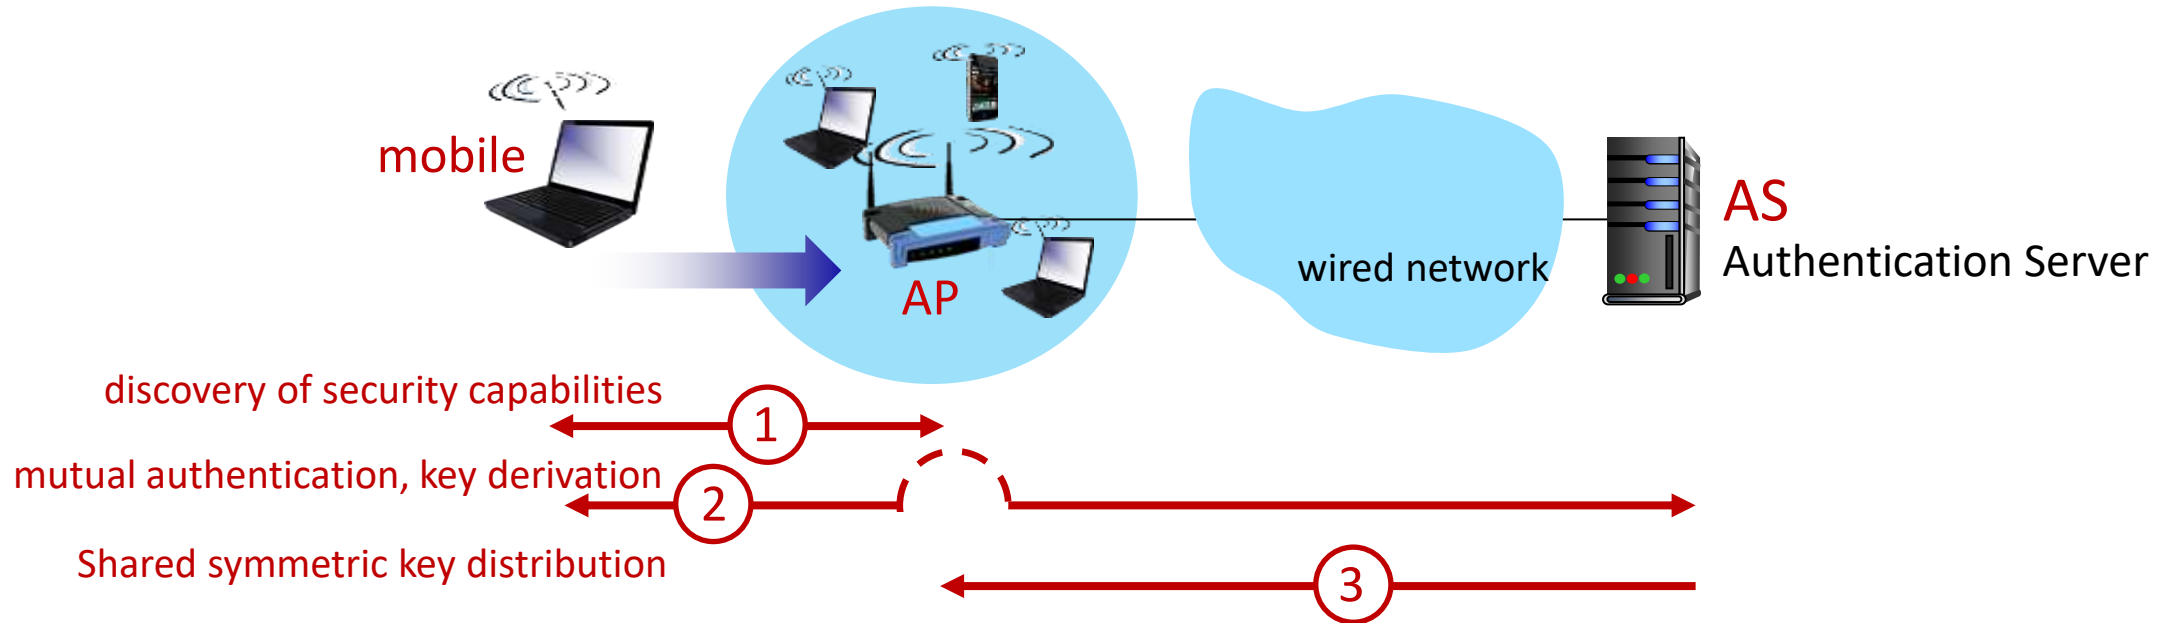 mobile
AP
wired network
AS
Authentication Server
discovery of security capabilities
1
mutual authentication, key derivation
2
Shared symmetric key distribution
3